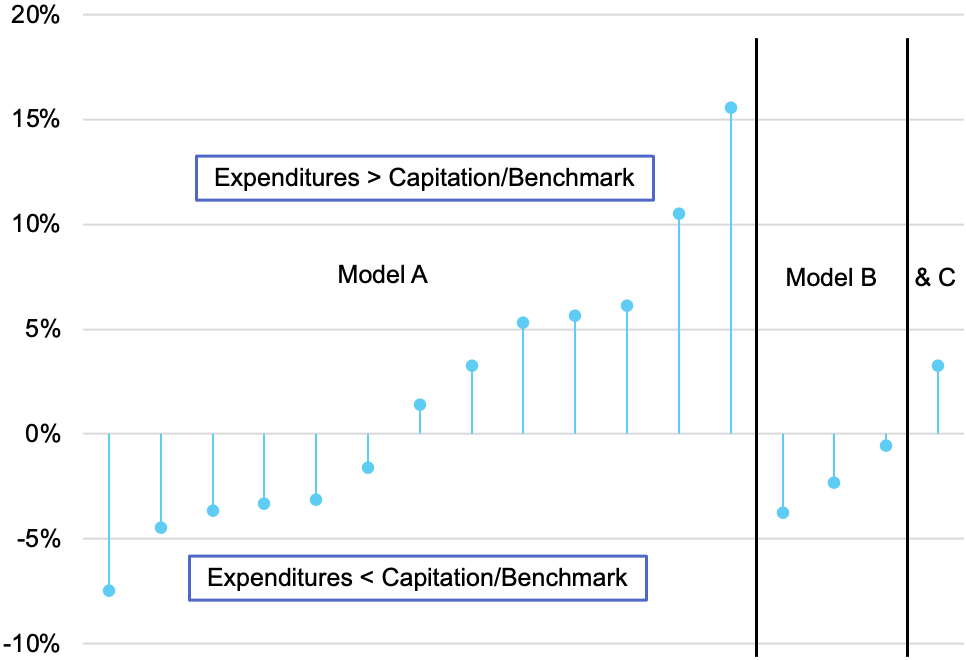 20%
15%
Expenditures > Capitation/Benchmark
10%
Model A
Model B
& C
5%
0%
-5%
Expenditures < Capitation/Benchmark
-10%